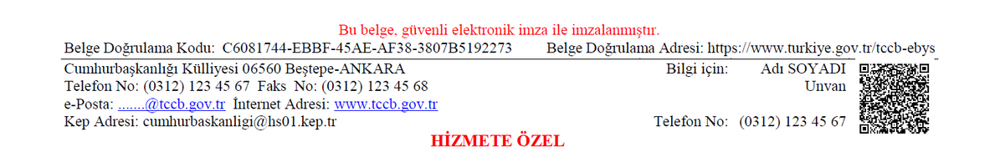 Bu belge, güvenli elektronik imza ile imzalanmıştır.
Belge Doğrulama Kodu: C6081744-EBBF-45AE-AF38-3807B5192273 Belge Doğrulama Adresi: https://www.turkiye.gov.tr/tccb-ebys
Cumhurbaşkanlığı Külliyesi 06560 Beştepe-ANKARA Bilgi için: Adı SOYADI
Telefon No: (0312) 123 45 67 Faks No: (0312) 123 45 68 Unvan
e-Posta: .......@tccb.gov.tr İnternet Adresi: www.tccb.gov.tr
Kep Adresi: cumhurbaskanligi@hs01.kep.tr Telefon No: (0312) 123 45 67
HİZMETE ÖZEL